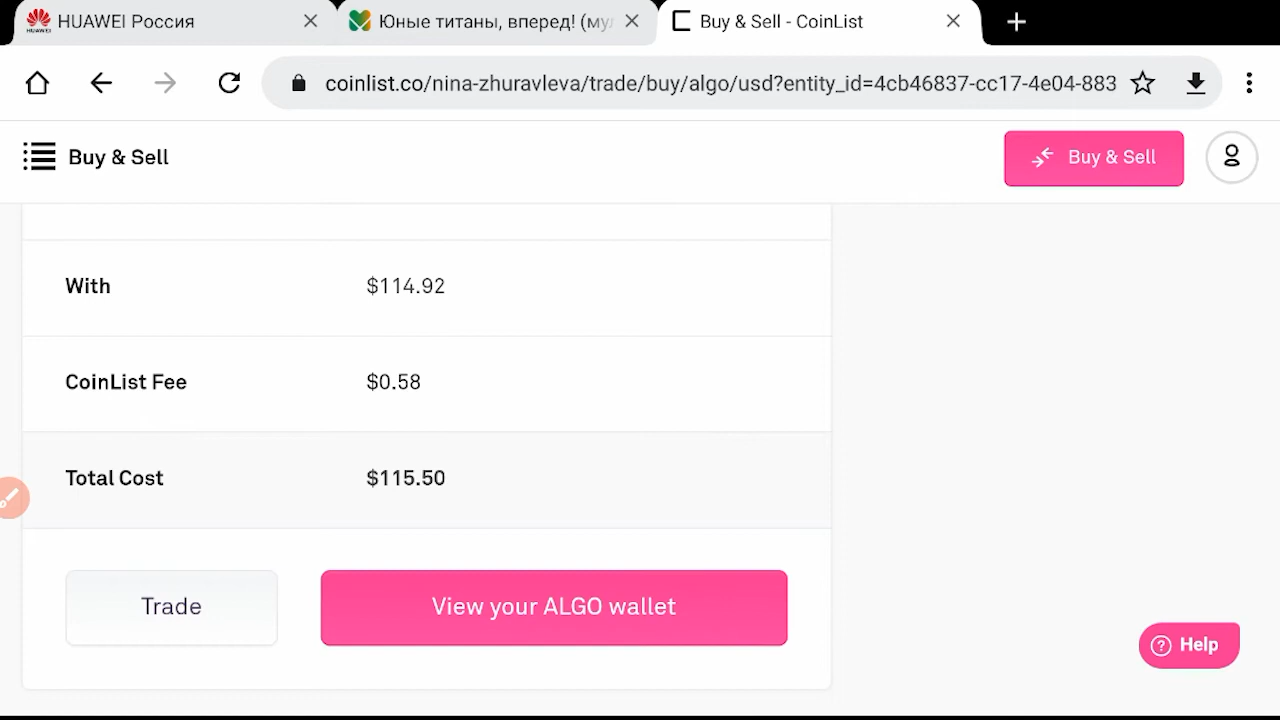 HUAWEI Россия
Юные титаны, вперед! (му
Buy & Sell - CoinList
coinlist.co/nina-zhuravleva/trade/buy/algo/usd?entity_id=4cb46837-cc17-4e04-883
Buy & Sell
Buy & Sell
With $114.92
CoinList Fee $0.58
Total Cost $115.50
Trade
View your ALGO wallet
Help